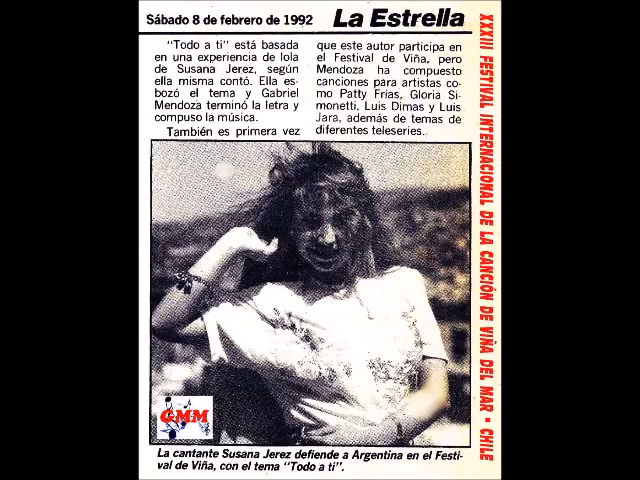 Sábado 8 de febrero de 1992
La Estrella
"Todo a ti" está basada
en una experiencia de lola
de Susana Jerez, según
ella misma contó. Ella es-
bozó el tema y Gabriel
Mendoza terminó la letra y
compuso la música.
También es primera vez
que este autor participa en
el Festival de Viña, pero
Mendoza ha compuesto
canciones para artistas co-
mo Patty Frías, Gloria Si-
monetti, Luis Dimas y Luis
Jara, además de temas de
diferentes teleseries.
XXXIII FESTIVAL INTERNACIONAL DE LA CANCIÓN DE VIÑA DEL MAR - CHILE
GMM
La cantante Susana Jerez defiende a Argentina en el Festi-
val de Viña, con el tema "Todo a ti".